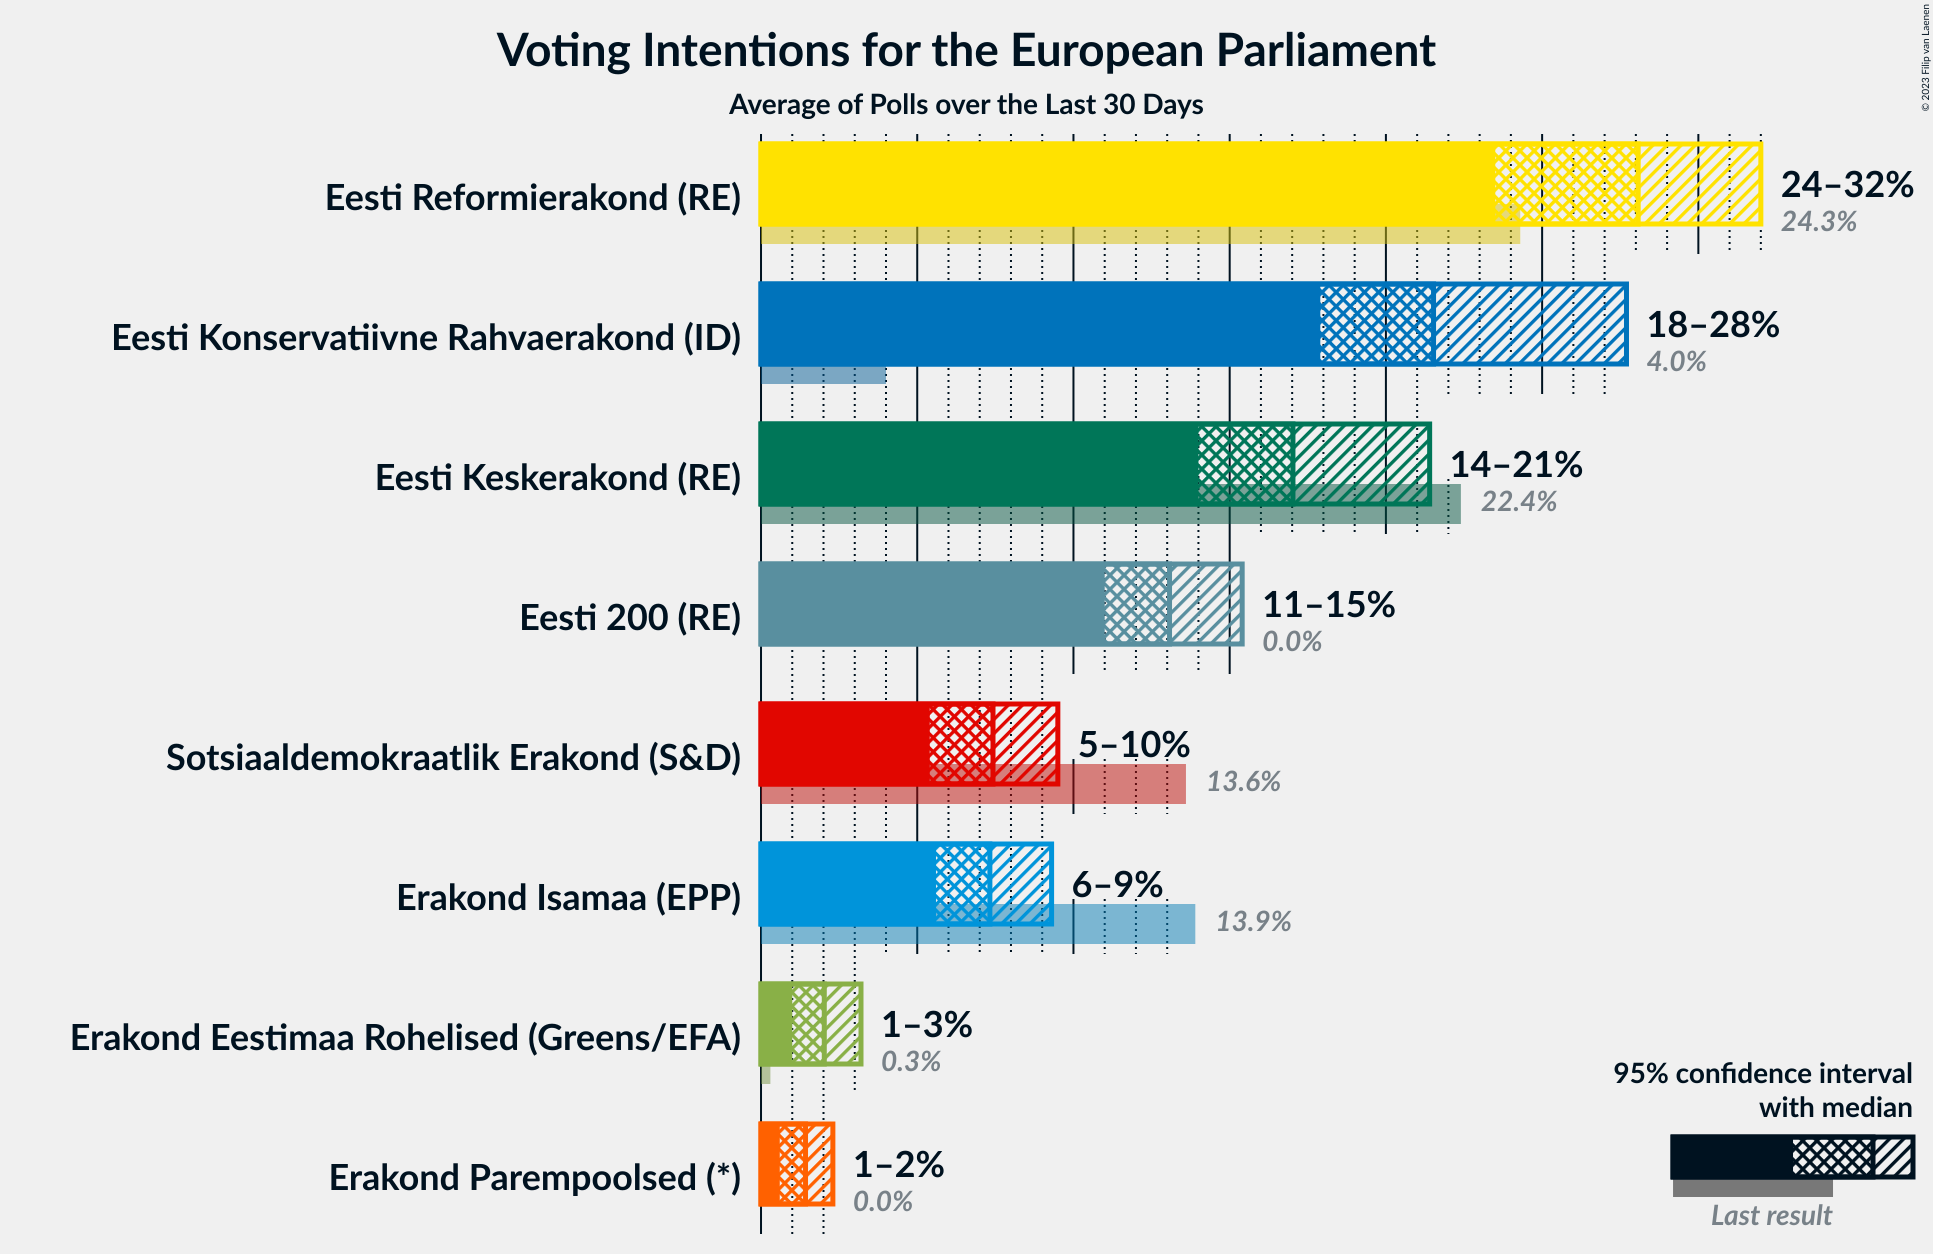 Voting Intentions for the European Parliament
Average of Polls over the Last 30 Days
© 2023 Filip van Laenen
Eesti Reformierakond (RE)
24–32%
24.3%
Eesti Konservatiivne Rahvaerakond (ID)
18–28%
4.0%
Eesti Keskerakond (RE)
14–21%
22.4%
Eesti 200 (RE)
11–15%
0.0%
Sotsiaaldemokraatlik Erakond (S&D)
5–10%
13.6%
Erakond Isamaa (EPP)
6–9%
13.9%
Erakond Eestimaa Rohelised (Greens/EFA)
1–3%
0.3%
Erakond Parempoolsed (*)
1–2%
0.0%
95% confidence interval
with median
Last result